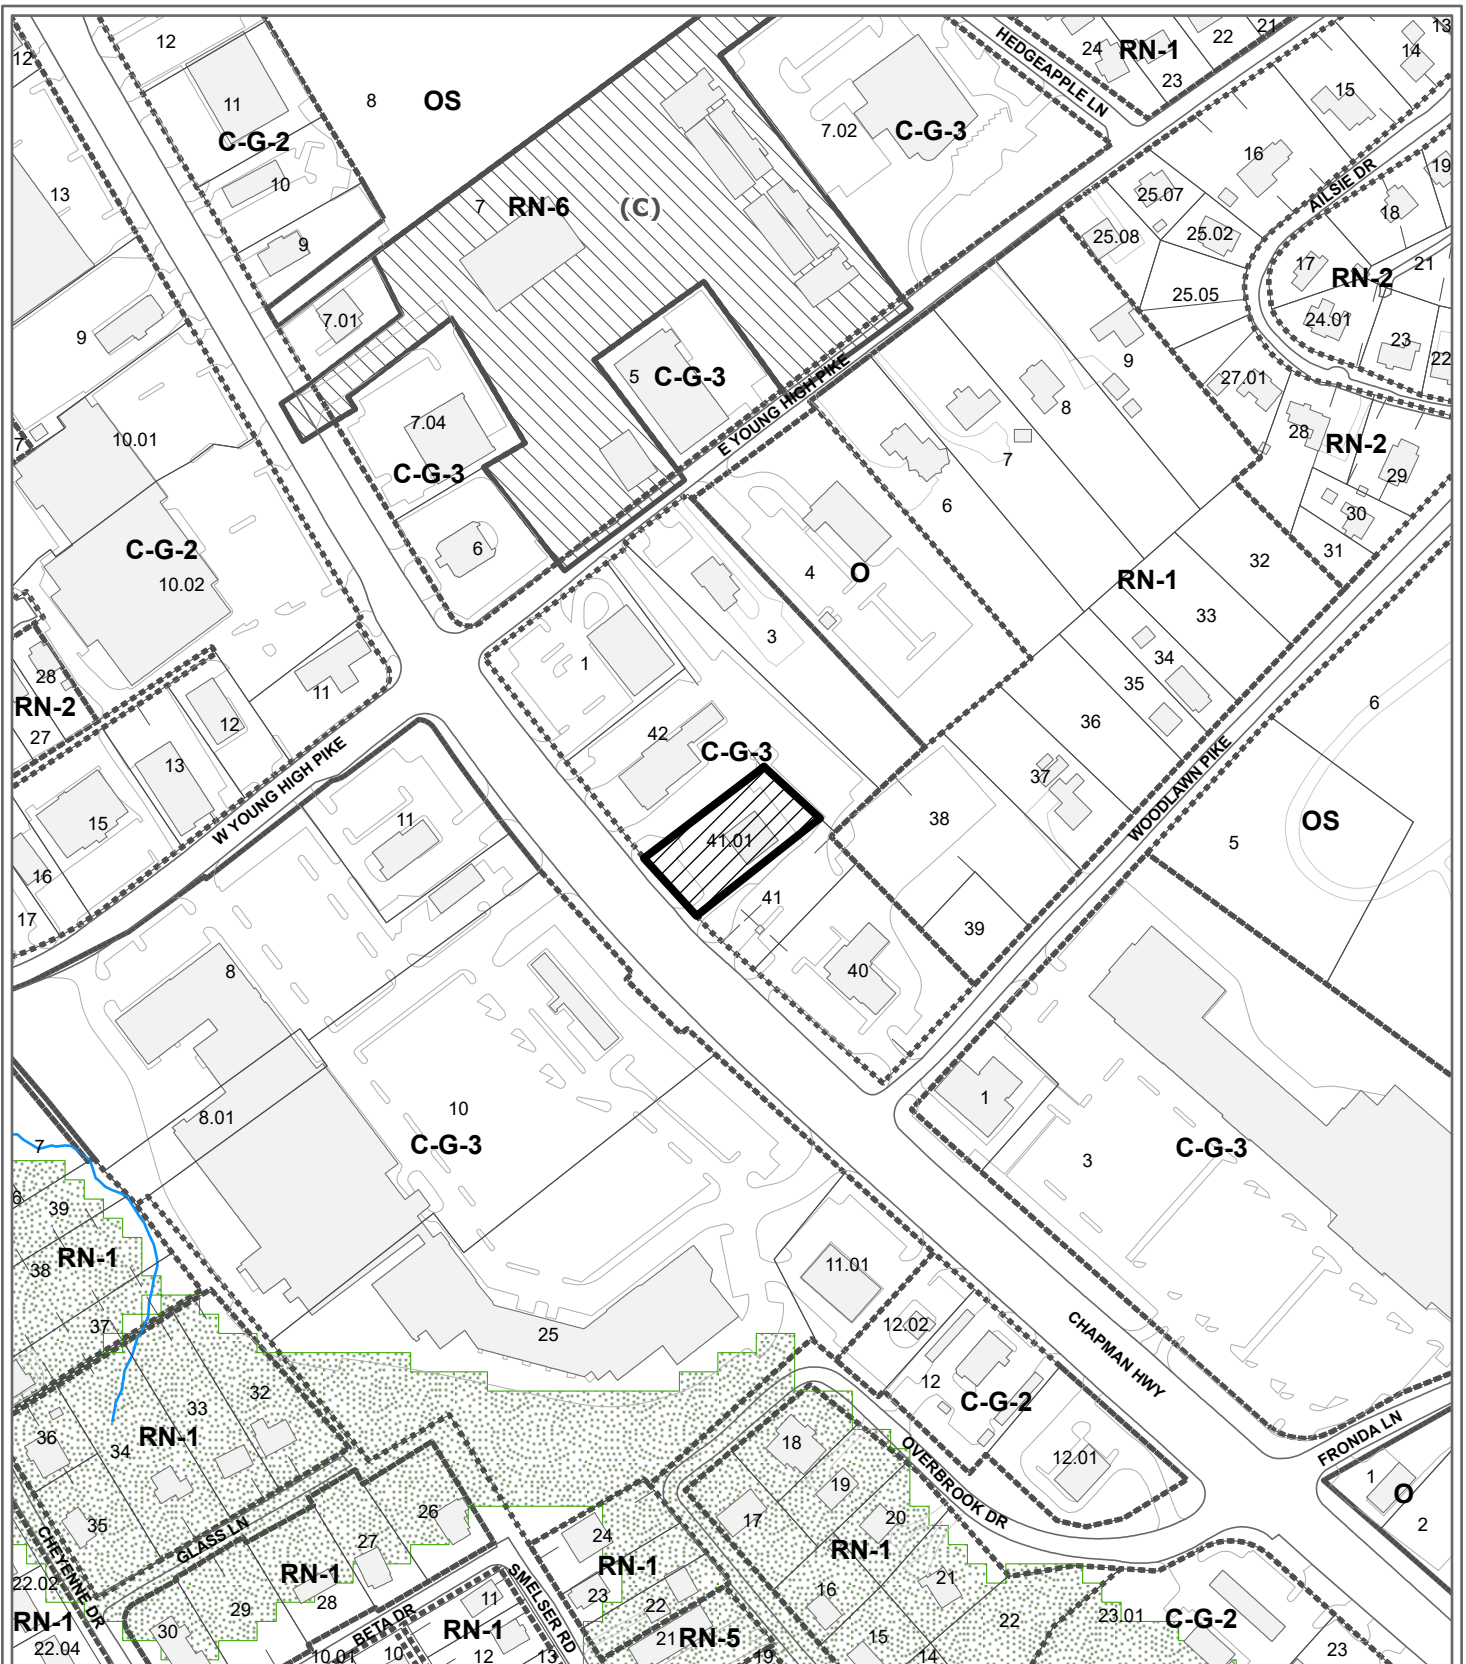 12
12
11
C-G-2
10
13
9
8
OS
7
RN-6
(C)
7.02
C-G-3
HEDGEAPPLE LN
24
RN-1
22
21
23
13
14
15
16
AILSIE DR
19
18
25.07
25.08
25.02
25.05
17
RN-2
21
24.01
23
22
9
7.01
5
C-G-3
E YOUNG HIGH PIKE
9
8
27.01
28
RN-2
29
30
31
7
10.01
7.04
C-G-3
7
6
C-G-2
10.02
6
4
O
RN-1
32
33
34
35
36
3
1
28
RN-2
27
12
11
13
W YOUNG HIGH PIKE
15
16
17
42
C-G-3
41.01
41
37
38
39
40
WOODLAWN PIKE
6
OS
5
11
8
10
C-G-3
8.01
7
6
39
RN-1
38
37
1
3
C-G-3
11.01
12.02
12
C-G-2
12.01
CHAPMAN HWY
FRONDA LN
1
O
2
25
32
33
RN-1
34
36
35
CHEYENNE DR
GLASS LN
26
27
RN-1
28
29
30
22.02
RN-1
22.04
BETA DR
10.01
10
11
RN-1
12
13
SMELSER RD
24
RN-1
23
22
21
RN-5
19
18
19
17
20
RN-1
16
21
15
14
22
OVERBROOK DR
23.01
C-G-2
23